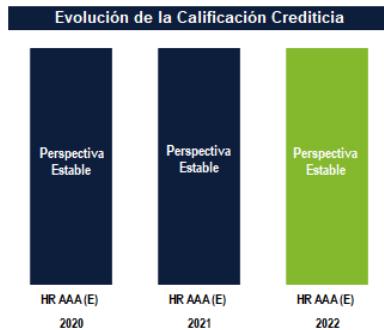 Evolución de la Calificación Crediticia
Perspectiva
Estable
Perspectiva
Estable
Perspectiva
Estable
HR AAA (E)
HR AAA (E)
HR AAA (E)
2020
2021
2022